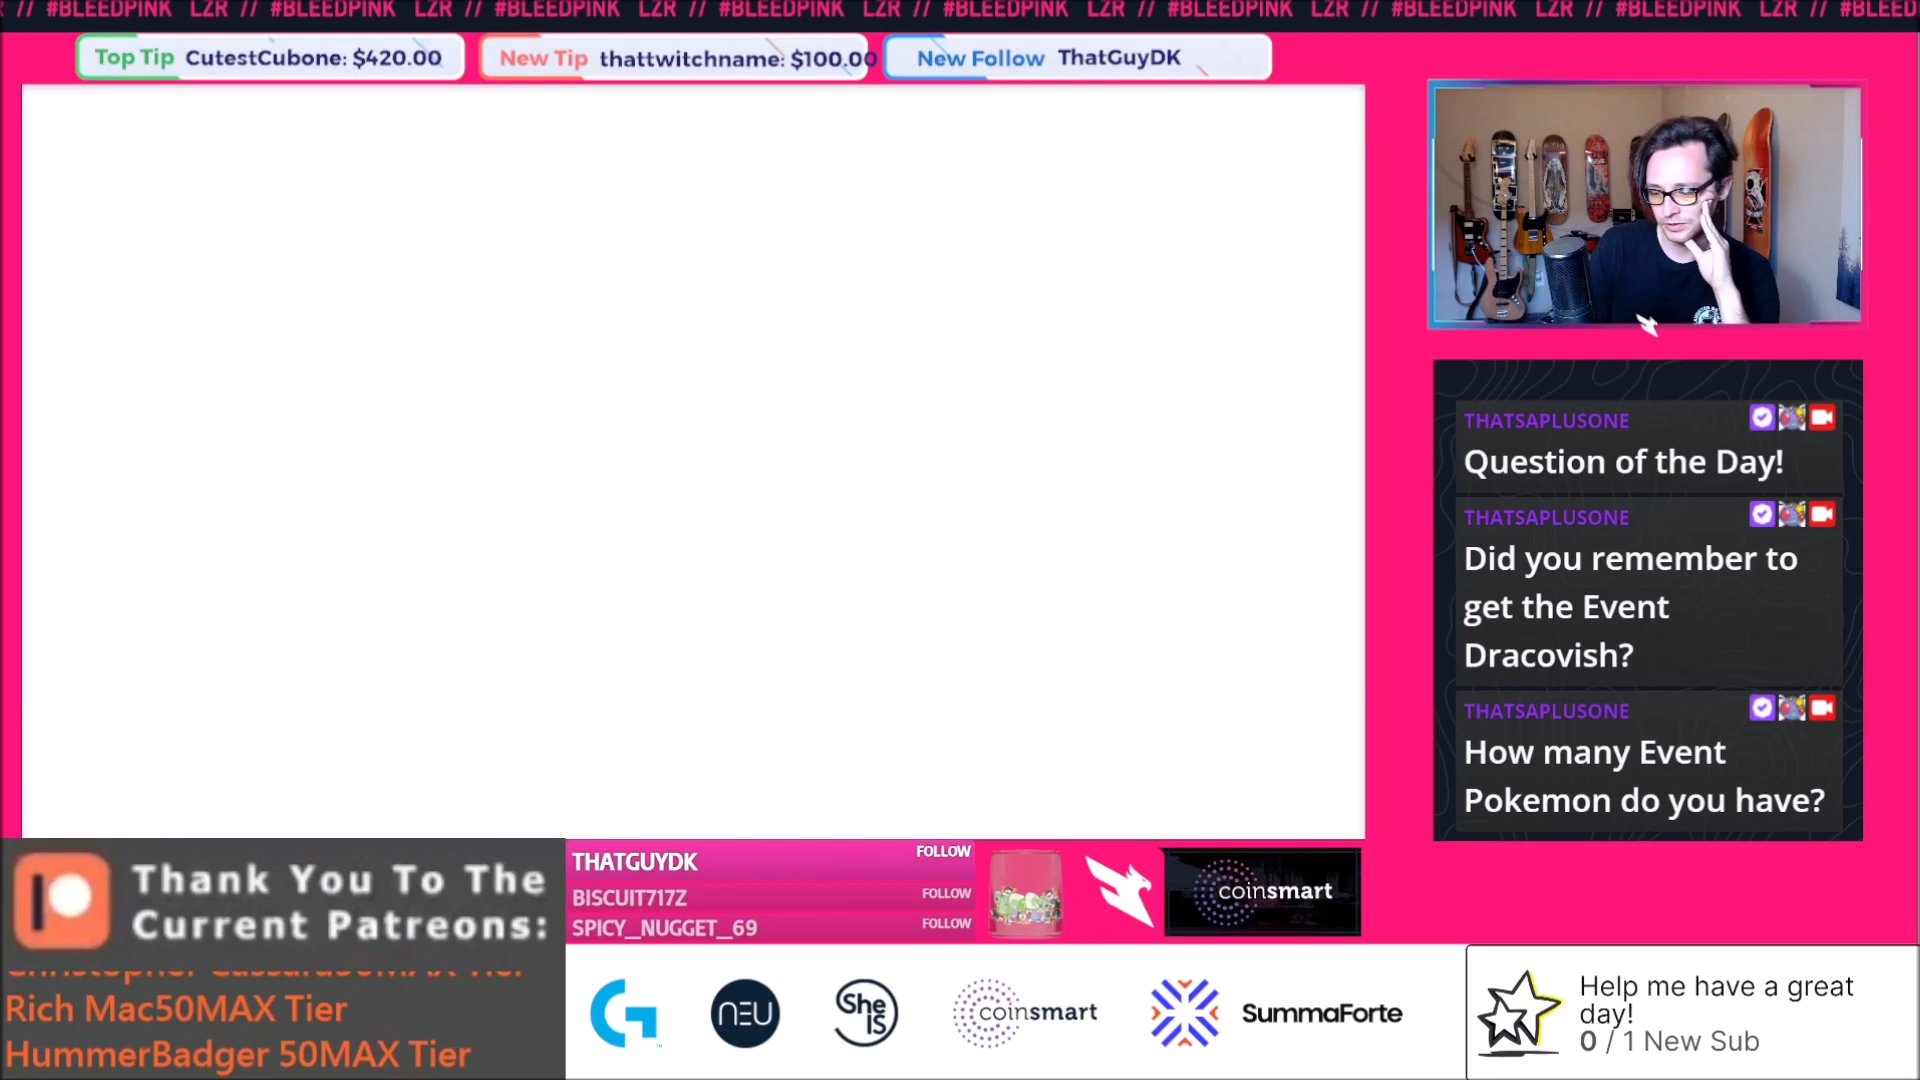 // #BLEEDPINK LZR // #BLEEDPINK LZR // #BLEEDPINK LZR // #BLEEDPINK LZR // #BLEEDPINK LZR // #BLEEDPINK LZR // #BLEEDPINK LZR // #BLEEDPINK LZR // #BLEED
Top Tip CutestCubone: $420.00
New Tip thattwitchname: $100.00
New Follow ThatGuyDK
THATSAPLUSONE
Question of the Day!
THATSAPLUSONE
Did you remember to
get the Event
Dracovish?
THATSAPLUSONE
How many Event
Pokemon do you have?
Thank You To The
Current Patreons:
Rich Mac50MAX Tier
HummerBadger 50MAX Tier
THATGUYDK FOLLOW
BISCUIT717Z FOLLOW
SPICY_NUGGET_69 FOLLOW
coinsmart
NEU
She
IS
coinsmart
SummaForte
Help me have a great
day!
0 / 1 New Sub